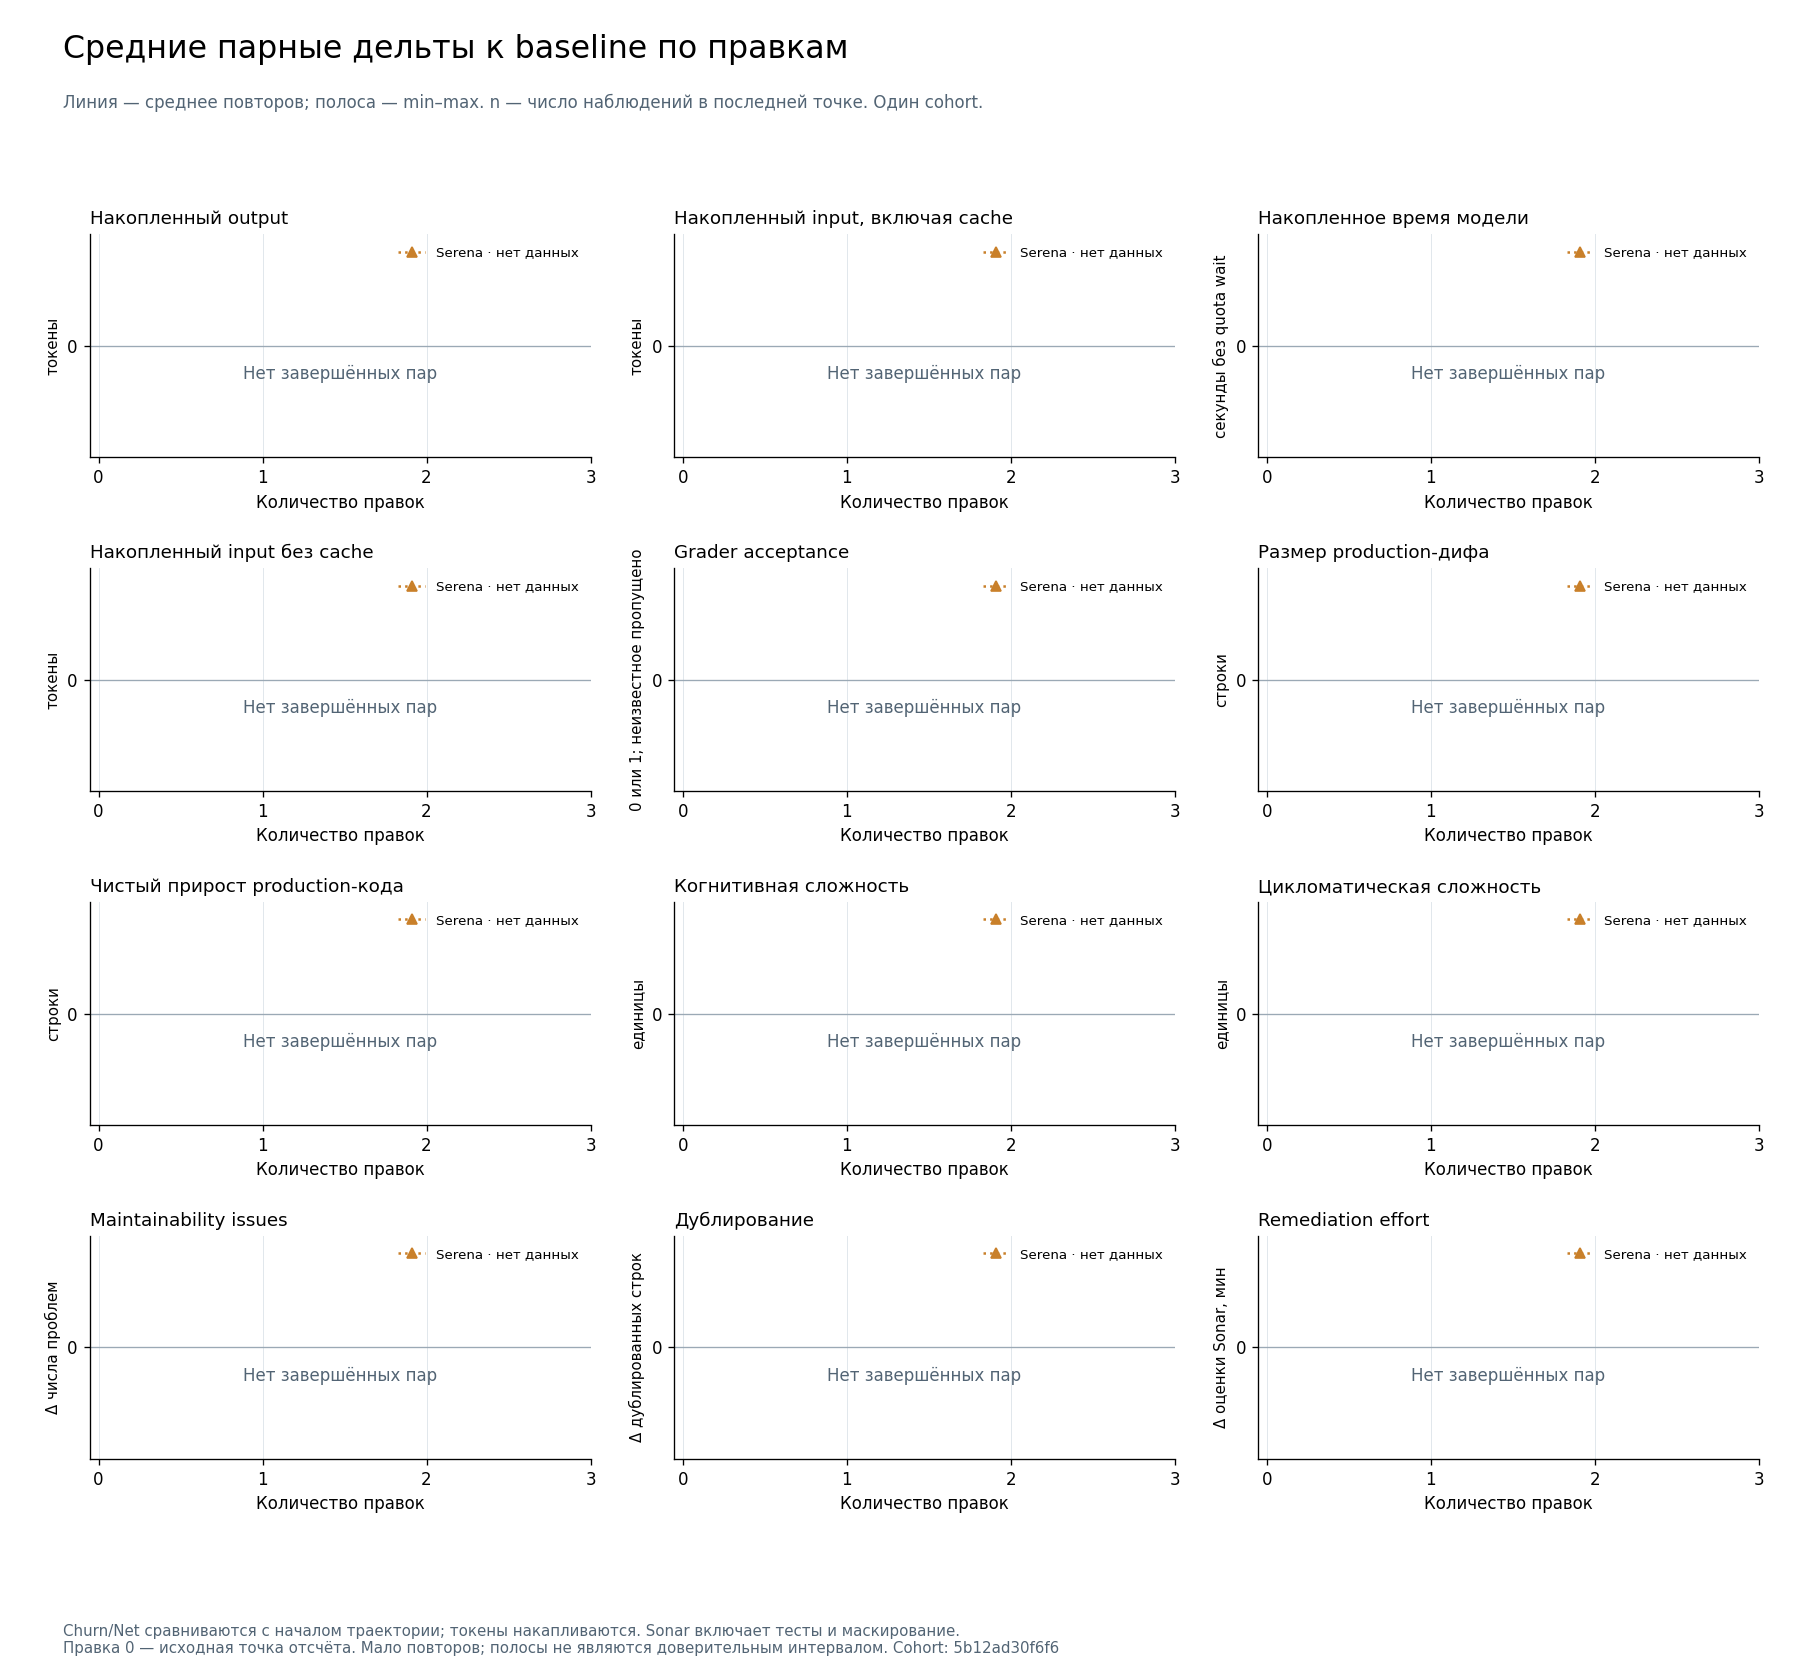 Средние парные дельты к baseline по правкам
Линия — среднее повторов; полоса — min–max. n — число наблюдений в последней точке. Один cohort.
Накопленный output
Serena · нет данных
токены
0
Нет завершённых пар
0 1 2 3
Количество правок
Накопленный input, включая cache
Serena · нет данных
токены
0
Нет завершённых пар
0 1 2 3
Количество правок
Накопленное время модели
Serena · нет данных
секунды без quota wait
0
Нет завершённых пар
0 1 2 3
Количество правок
Накопленный input без cache
Serena · нет данных
токены
0
Нет завершённых пар
0 1 2 3
Количество правок
Grader acceptance
Serena · нет данных
0 или 1; неизвестное пропущено
0
Нет завершённых пар
0 1 2 3
Количество правок
Размер production-дифа
Serena · нет данных
строки
0
Нет завершённых пар
0 1 2 3
Количество правок
Чистый прирост production-кода
Serena · нет данных
строки
0
Нет завершённых пар
0 1 2 3
Количество правок
Когнитивная сложность
Serena · нет данных
единицы
0
Нет завершённых пар
0 1 2 3
Количество правок
Цикломатическая сложность
Serena · нет данных
единицы
0
Нет завершённых пар
0 1 2 3
Количество правок
Maintainability issues
Serena · нет данных
Δ числа проблем
0
Нет завершённых пар
0 1 2 3
Количество правок
Дублирование
Serena · нет данных
Δ дублированных строк
0
Нет завершённых пар
0 1 2 3
Количество правок
Remediation effort
Serena · нет данных
Δ оценки Sonar, мин
0
Нет завершённых пар
0 1 2 3
Количество правок
Churn/Net сравниваются с началом траектории; токены накапливаются. Sonar включает тесты и маскирование.
Правка 0 — исходная точка отсчёта. Мало повторов; полосы не являются доверительным интервалом. Cohort: 5b12ad30f6f6